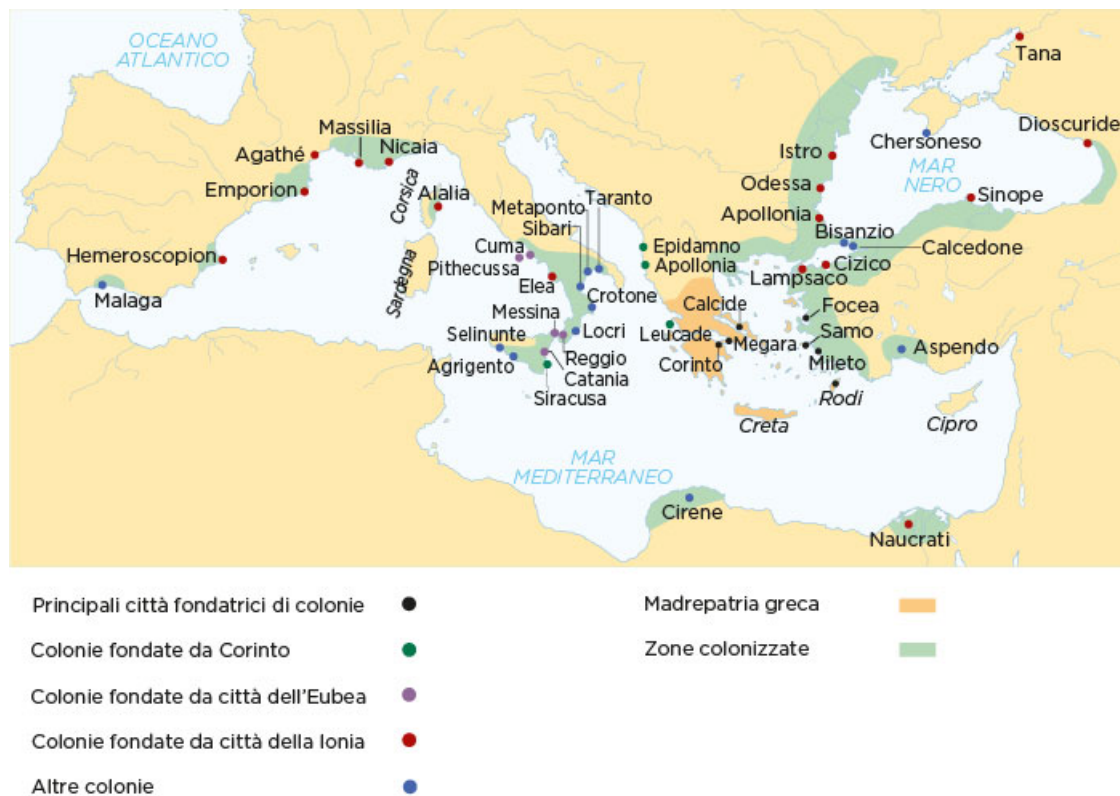 OCEANO
ATLANTICO
Tana
Massilia
Nicaia
Agathé
Emporion
Corsica
Alalia
Hemeroscopion
Malaga
Sardegna
Taranto
Metaponto
Sibari
Cuma
Pithecussa
Elea
Crotone
Messina
Selinunte
Locri
Agrigento
Reggio
Catania
Siracusa
Chersoneso
Dioscuride
MAR
NERO
Istro
Odessa
Sinope
Apollonia
Bisanzio
Calcedone
Epidamno
Apollonia
Lampsaco
Cizico
Calcide
Focea
Leucade
Samo
Megara
Aspendo
Corinto
Mileto
Rodi
Creta
Cipro
MAR
MEDITERRANEO
Cirene
Naucrati
Principali città fondatrici di colonie
Colonie fondate da Corinto
Colonie fondate da città dell'Eubea
Colonie fondate da città della Ionia
Altre colonie
Madrepatria greca
Zone colonizzate